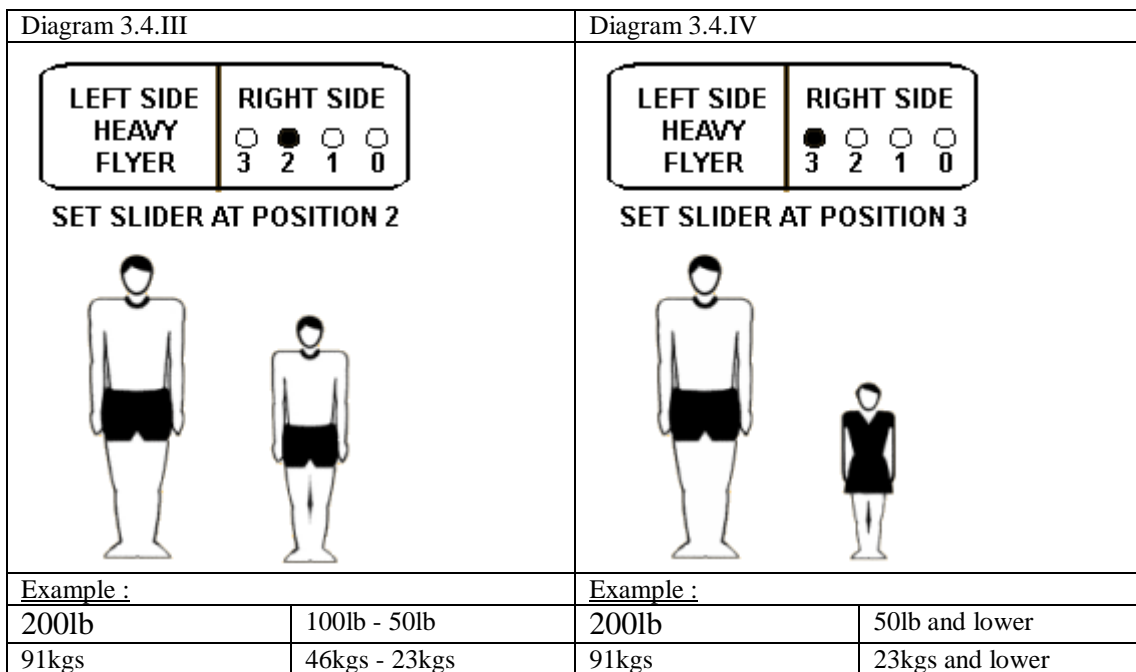 Diagram 3.4.III
LEFT SIDE
HEAVY
FLYER
RIGHT SIDE
3 2 1 0
SET SLIDER AT POSITION 2
Example :
200lb
100lb - 50lb
91kgs
46kgs - 23kgs
Diagram 3.4.IV
LEFT SIDE
HEAVY
FLYER
RIGHT SIDE
3 2 1 0
SET SLIDER AT POSITION 3
Example :
200lb
50lb and lower
91kgs
23kgs and lower